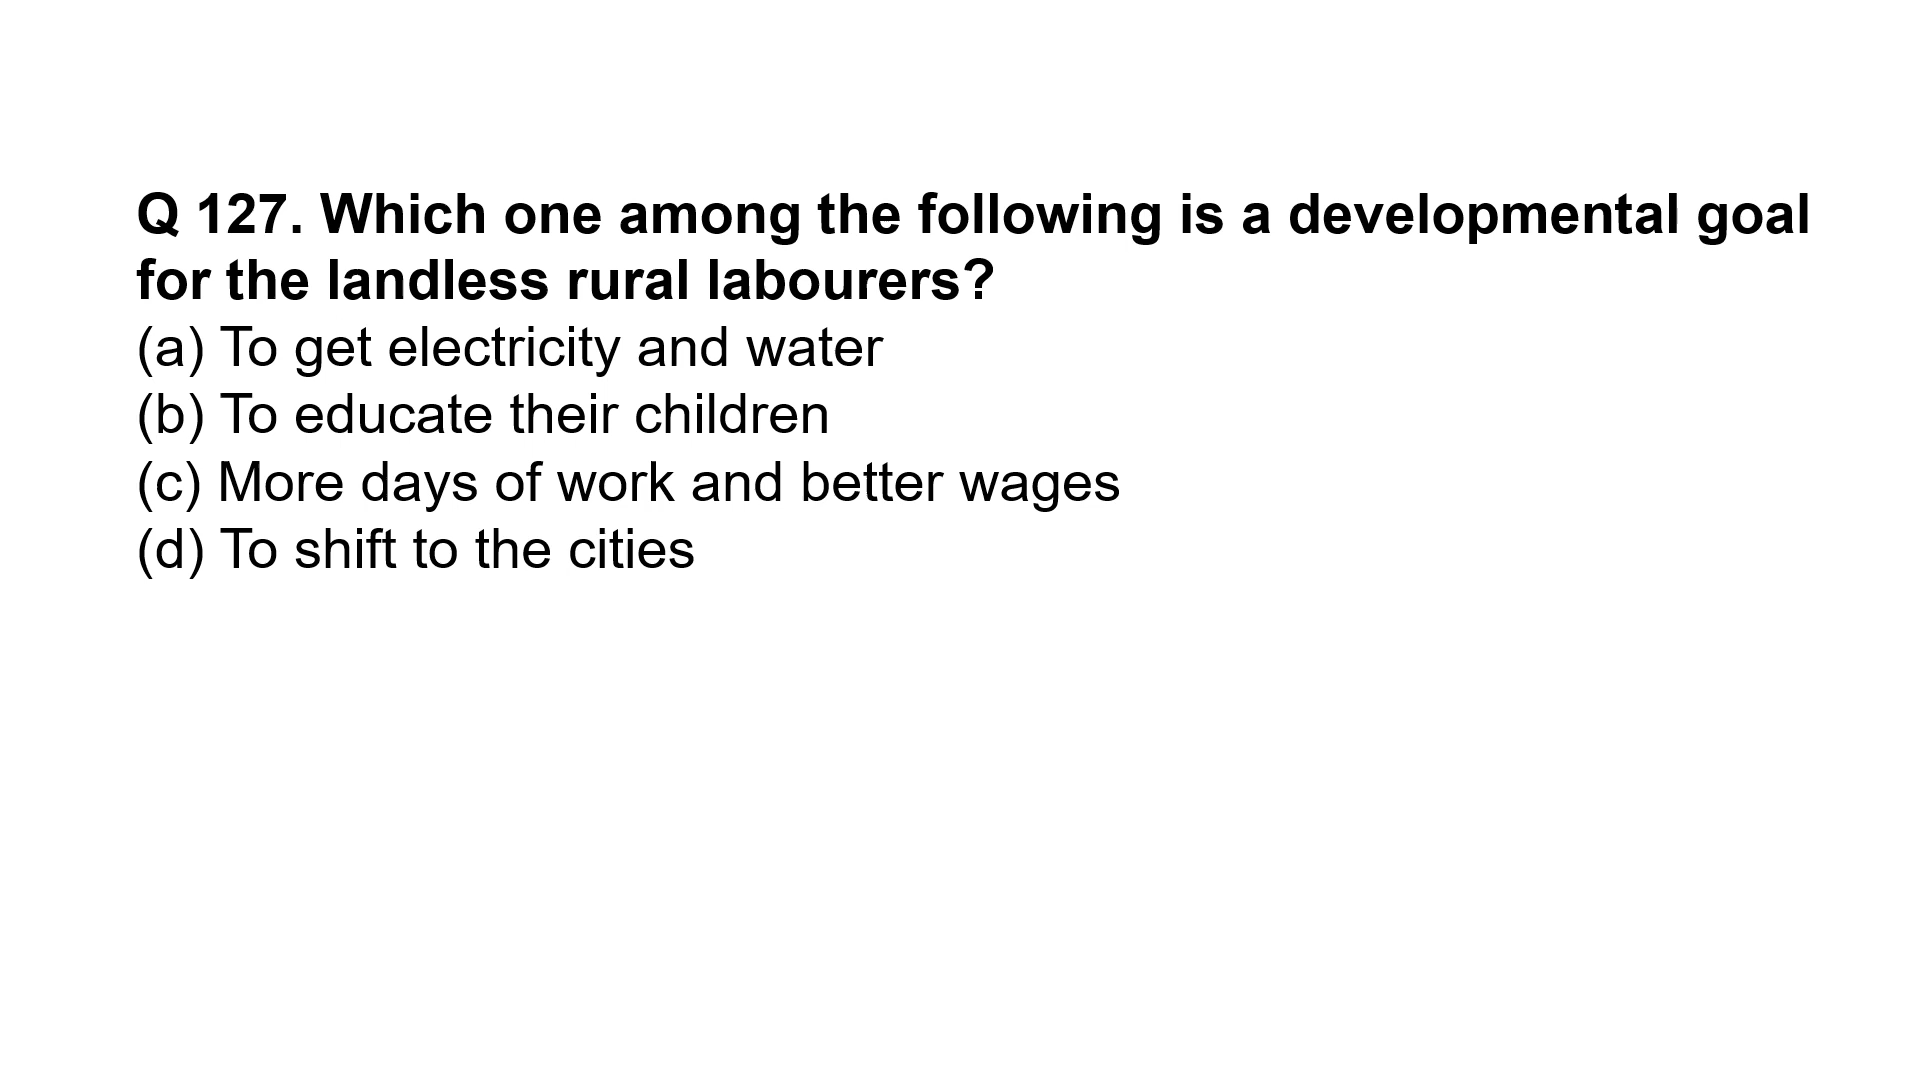 Q 127. Which one among the following is a developmental goal
for the landless rural labourers?
(a) To get electricity and water
(b) To educate their children
(c) More days of work and better wages
(d) To shift to the cities